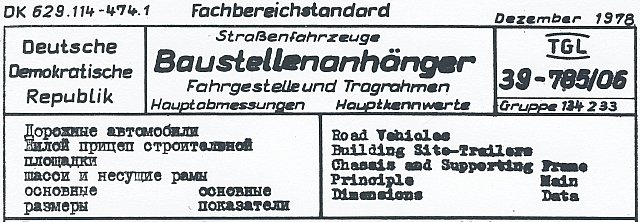 DK 629.114-474.1 Fachbereichstandard Dezember 1978
Deutsche
Demokratische
Republik
Straßenfahrzeuge
Baustellenanhänger
Fahrgestelle und Tragrahmen
Hauptabmessungen Hauptkennwerte
TGL
39-785/06
Gruppe 134 233
Дорожные автомобили
Жилой прицеп строительной
площадки
шасси и несущие рамы
основные основные
размеры показатели
Road Vehicles
Building Site-Trailers
Chassis and Supporting Frame
Principle Main
Dimensions Data